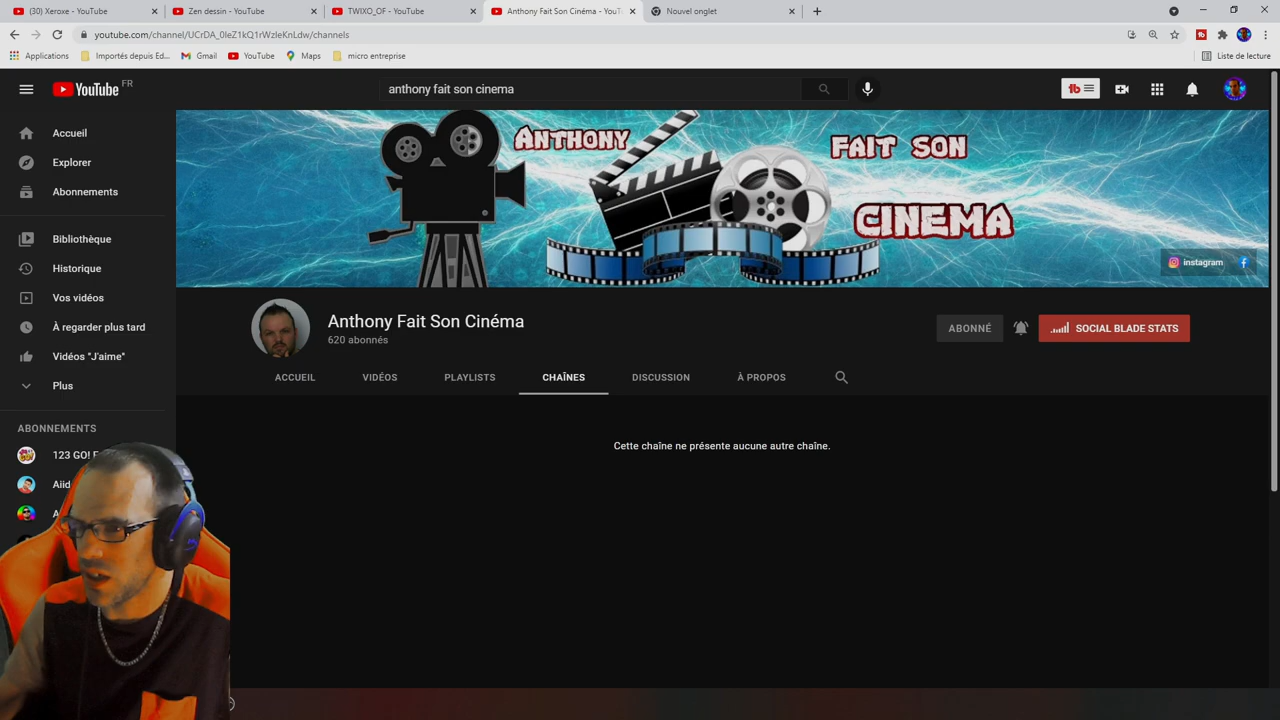 (30) Xeroxe - YouTube
Zen dessin - YouTube
TWIXO_OF - YouTube
Anthony Fait Son Cinéma - YouT
Nouvel onglet
youtube.com/channel/UCrDA_0leZ1kQ1rWzleKnLdw/channels
Applications
Importés depuis Ed...
Gmail
YouTube
Maps
micro entreprise
Liste de lecture
YouTube FR
anthony fait son cinema
Accueil
Explorer
Abonnements
Bibliothèque
Historique
Vos vidéos
À regarder plus tard
Vidéos "J'aime"
Plus
ABONNEMENTS
123 GO!
Aiid
ANTHONY
FAIT SON
CINEMA
instagram
Anthony Fait Son Cinéma
620 abonnés
ABONNÉ
SOCIAL BLADE STATS
ACCUEIL
VIDÉOS
PLAYLISTS
CHAÎNES
DISCUSSION
À PROPOS
Cette chaîne ne présente aucune autre chaîne.